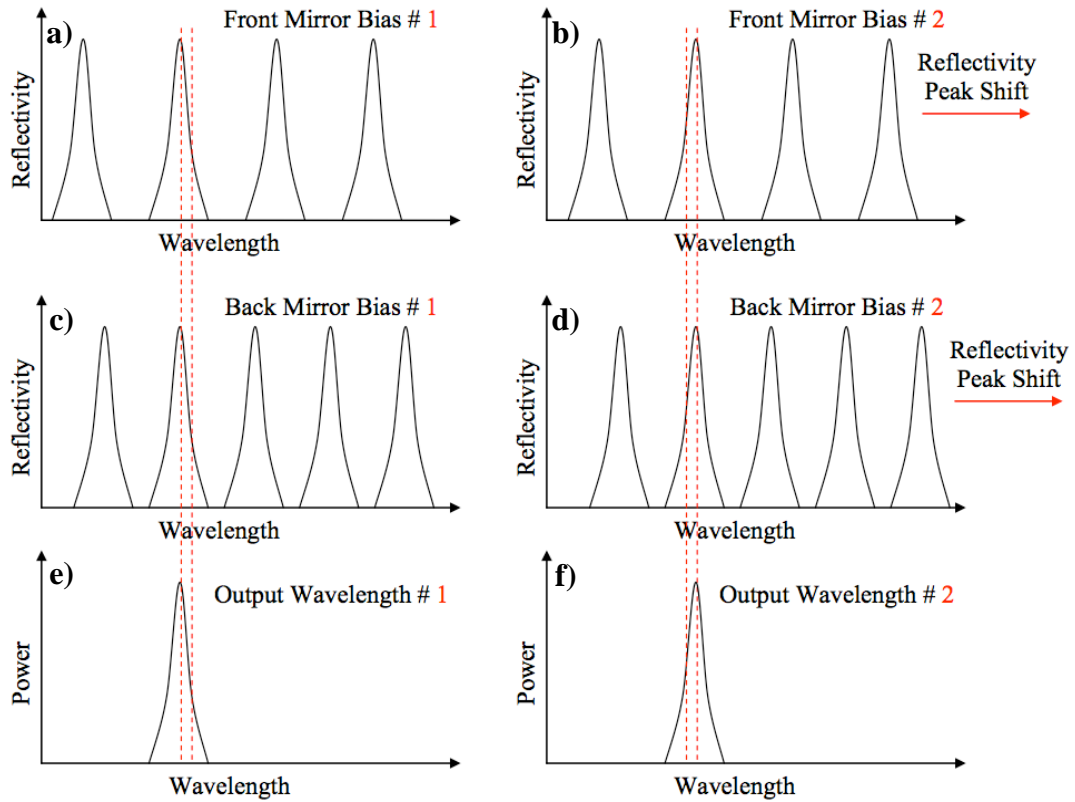 a)
Front Mirror Bias # 1
Reflectivity
Wavelength
b)
Front Mirror Bias # 2
Reflectivity
Peak Shift
Reflectivity
Wavelength
c)
Back Mirror Bias # 1
Reflectivity
Wavelength
d)
Back Mirror Bias # 2
Reflectivity
Peak Shift
Reflectivity
Wavelength
e)
Output Wavelength # 1
Power
Wavelength
f)
Output Wavelength # 2
Power
Wavelength